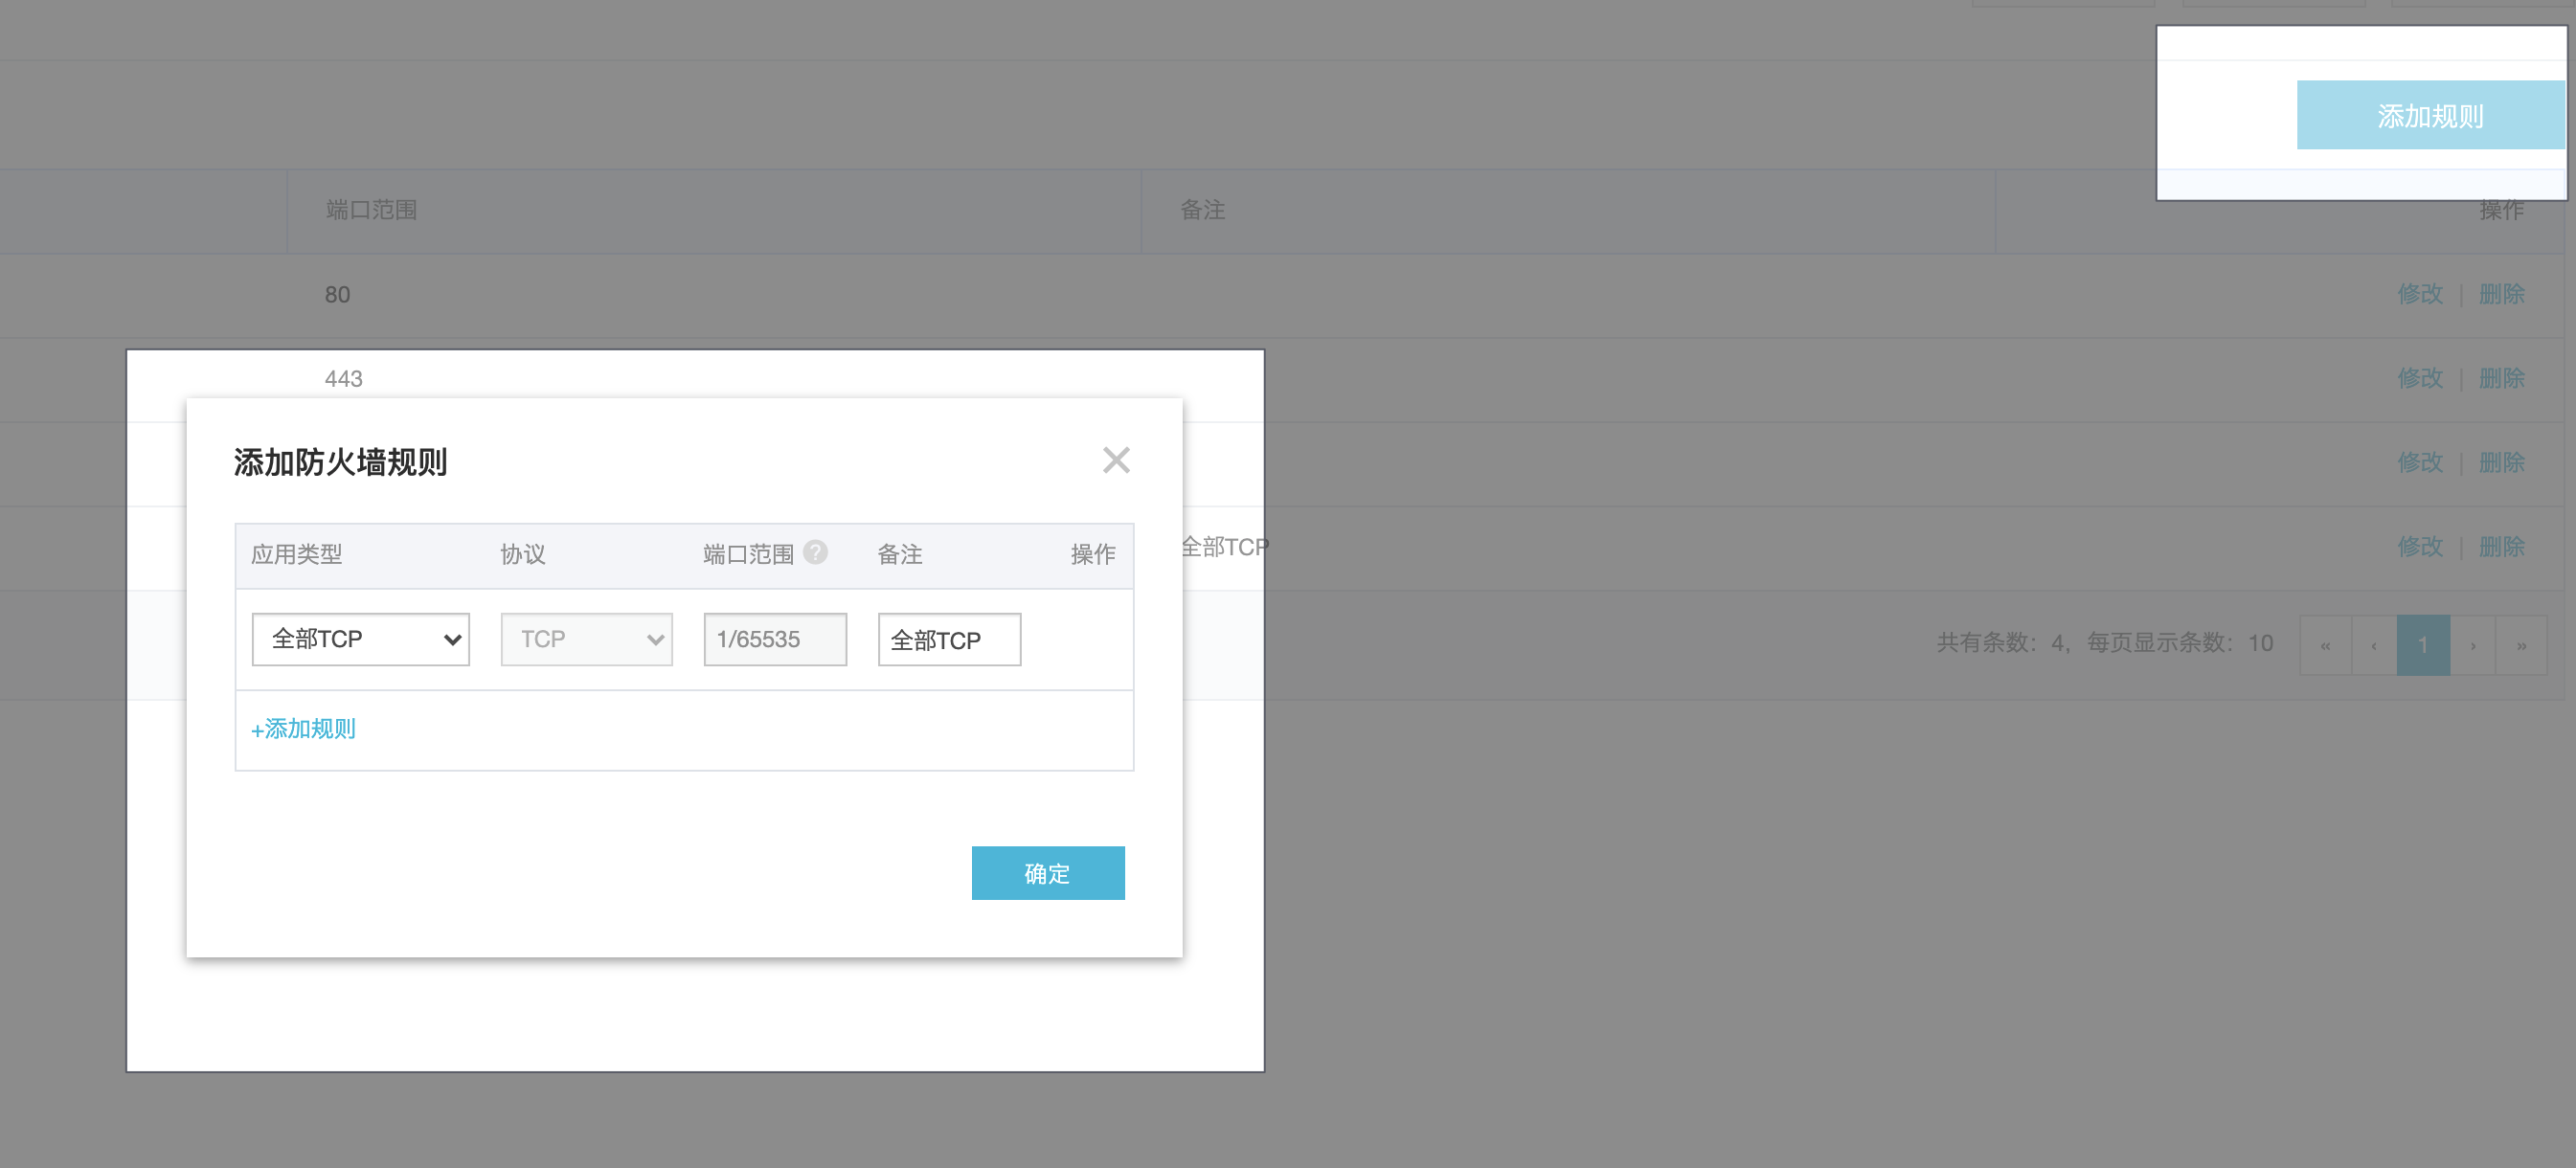 添加规则
端口范围 备注 操作
80 修改 | 删除
443 修改 | 删除
添加防火墙规则 ×
修改 | 删除
应用类型 协议 端口范围 ? 备注 操作
全部TCP 修改 | 删除
全部TCP TCP 1/65535 全部TCP
共有条数：4， 每页显示条数：10 « ‹ 1 › »
+添加规则
确定